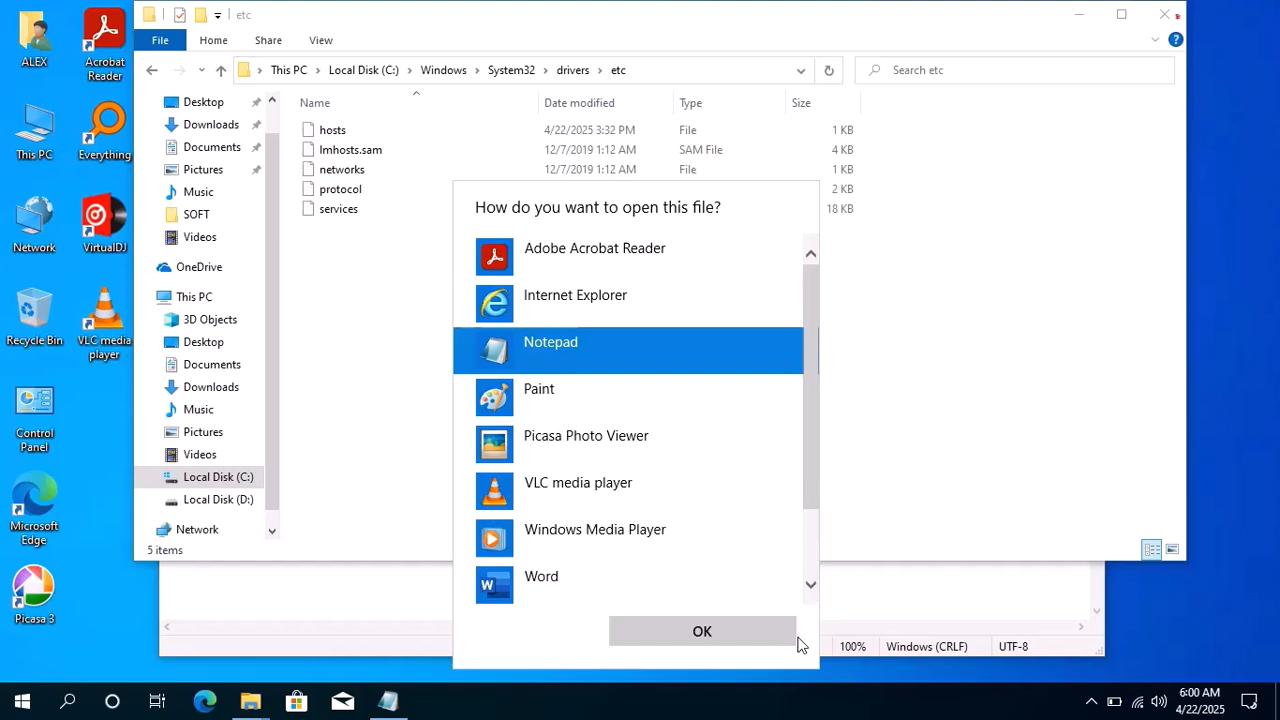 etc
File
Home
Share
View
This PC
Local Disk (C:)
Windows
System32
drivers
etc
Search etc
Name
Date modified
Type
Size
hosts
4/22/2025 3:32 PM
File
1 KB
lmhosts.sam
12/7/2019 1:12 AM
SAM File
4 KB
networks
12/7/2019 1:12 AM
File
1 KB
protocol
2 KB
services
18 KB
Desktop
Downloads
Documents
Pictures
Music
SOFT
Videos
OneDrive
This PC
3D Objects
Desktop
Documents
Downloads
Music
Pictures
Videos
Local Disk (C:)
Local Disk (D:)
Network
5 items
How do you want to open this file?
Adobe Acrobat Reader
Internet Explorer
Notepad
Paint
Picasa Photo Viewer
VLC media player
Windows Media Player
Word
OK
100%
Windows (CRLF)
UTF-8
ALEX
Acrobat
Reader
This PC
Everything
Network
VirtualDJ
Recycle Bin
VLC media
player
Control
Panel
Microsoft
Edge
Picasa 3
6:00 AM
4/22/2025